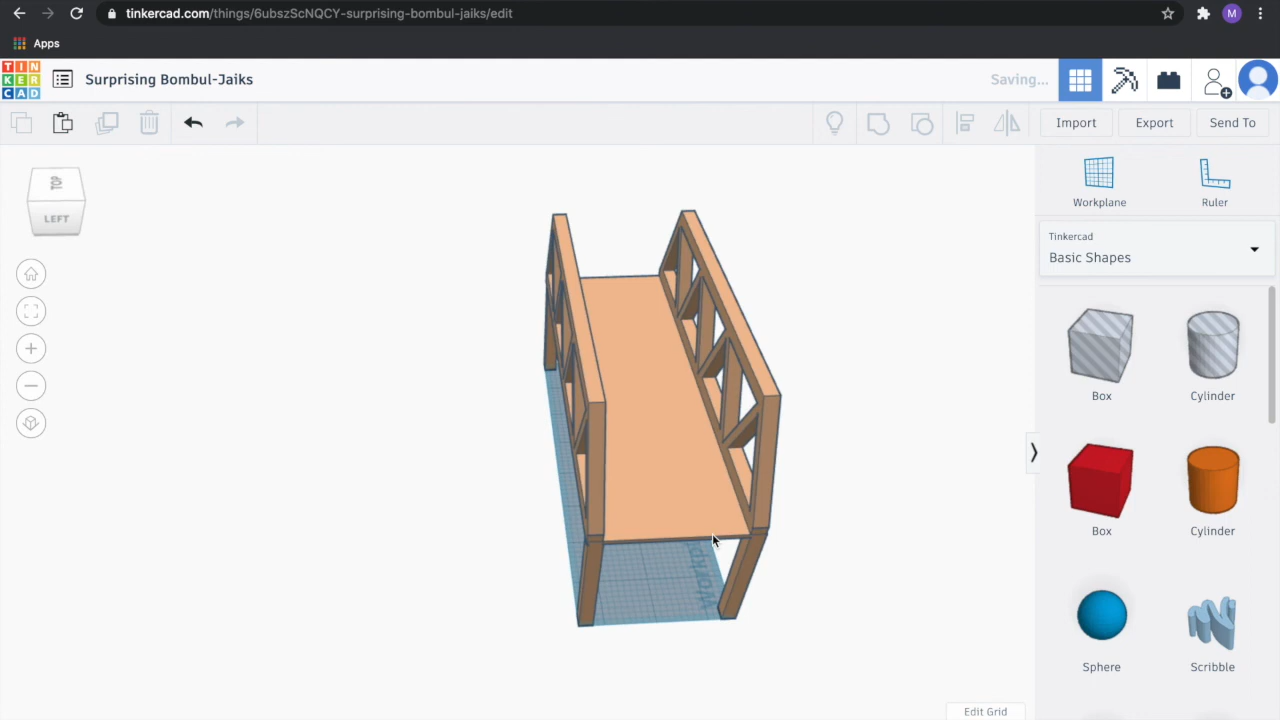 tinkercad.com/things/6ubszScNQCY-surprising-bombul-jaiks/edit
M
Apps
TIN
KER
CAD
Surprising Bombul-Jaiks
Saving...
Import
Export
Send To
TOP
LEFT
Workplane
Ruler
Tinkercad
Basic Shapes
Box
Cylinder
Box
Cylinder
Sphere
Scribble
Edit Grid